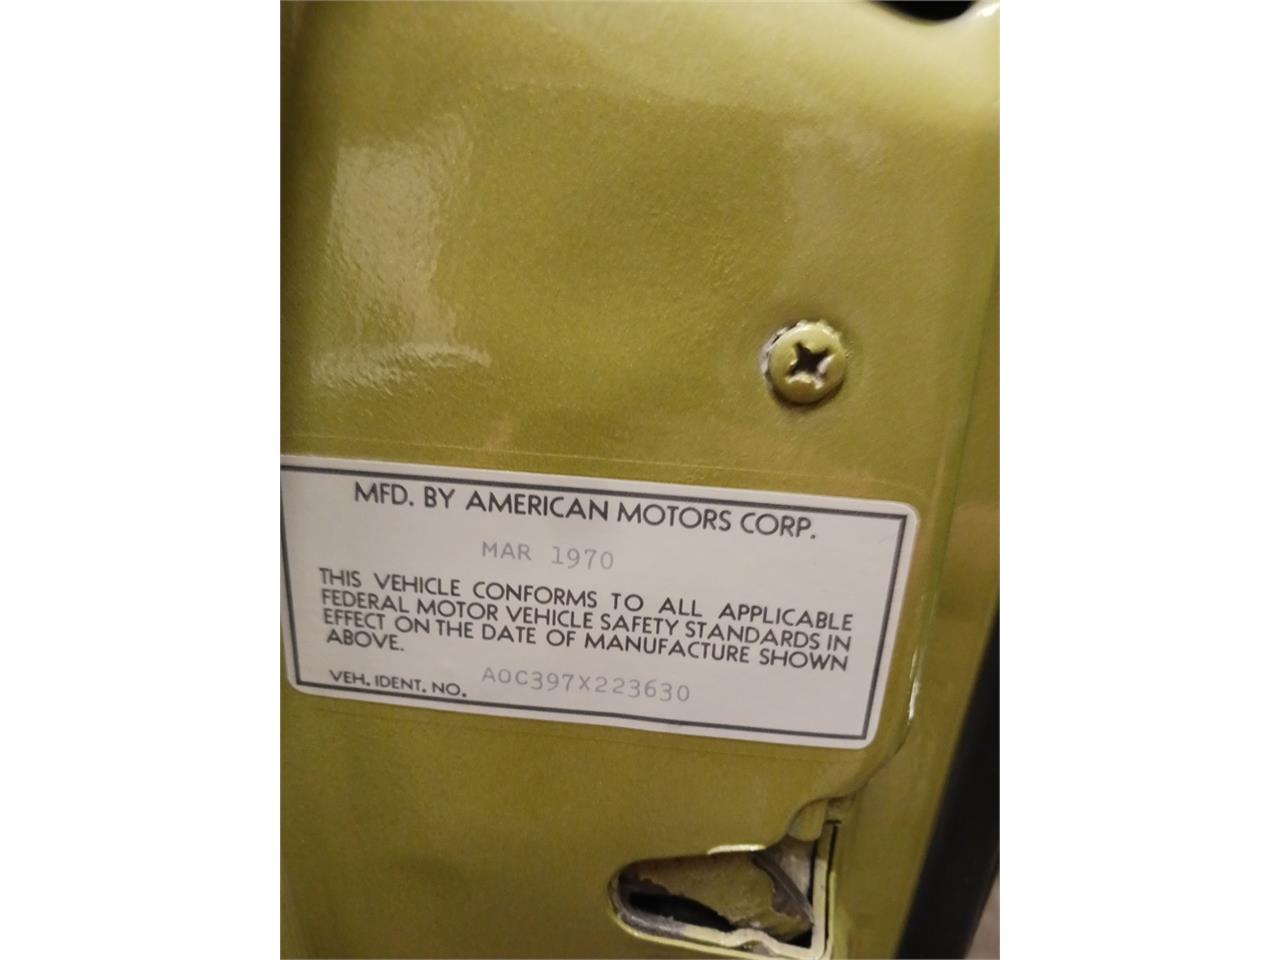 MFD. BY AMERICAN MOTORS CORP.
MAR 1970
THIS VEHICLE CONFORMS TO ALL APPLICABLE
FEDERAL MOTOR VEHICLE SAFETY STANDARDS IN
EFFECT ON THE DATE OF MANUFACTURE SHOWN
ABOVE.
VEH. IDENT. NO. A0C397X223630